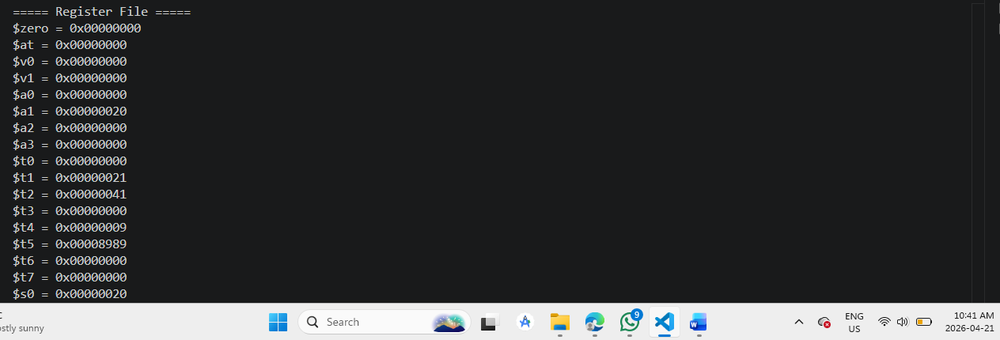 ===== Register File =====
$zero = 0x00000000
$at = 0x00000000
$v0 = 0x00000000
$v1 = 0x00000000
$a0 = 0x00000000
$a1 = 0x00000020
$a2 = 0x00000000
$a3 = 0x00000000
$t0 = 0x00000000
$t1 = 0x00000021
$t2 = 0x00000041
$t3 = 0x00000000
$t4 = 0x00000009
$t5 = 0x00008989
$t6 = 0x00000000
$t7 = 0x00000000
$s0 = 0x00000020
ostly sunny
Search
9
W
ENG
US
10:41 AM
2026-04-21